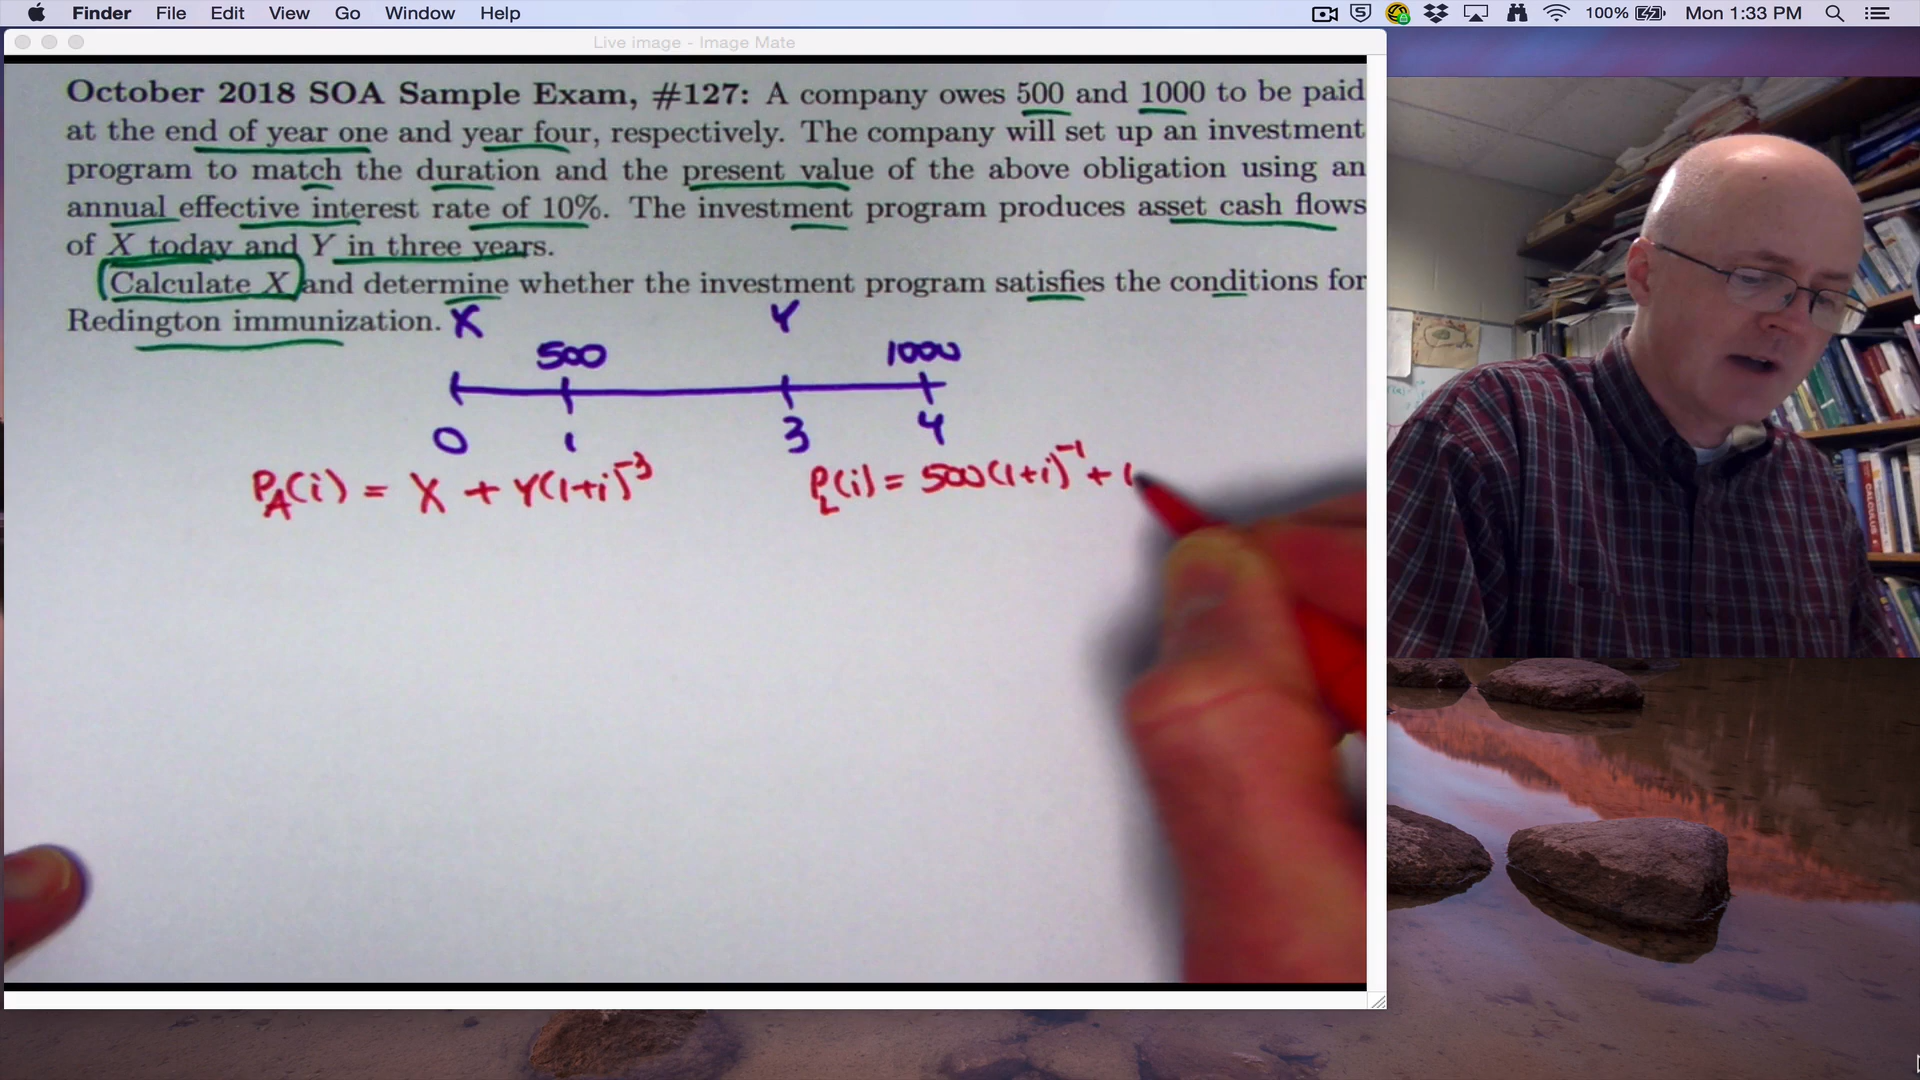 Finder File Edit View Go Window Help 100% Mon 1:33 PM
Live image - Image Mate
October 2018 SOA Sample Exam, #127: A company owes 500 and 1000 to be paid
at the end of year one and year four, respectively. The company will set up an investment
program to match the duration and the present value of the above obligation using an
annual effective interest rate of 10%. The investment program produces asset cash flows
of X today and Y in three years.
Calculate X and determine whether the investment program satisfies the conditions for
Redington immunization. X Y
500 1000
0 1 3 4
P_A(i) = X + Y(1+i)^-3 P_L(i) = 500(1+i)^-1 + 1
CALCULUS